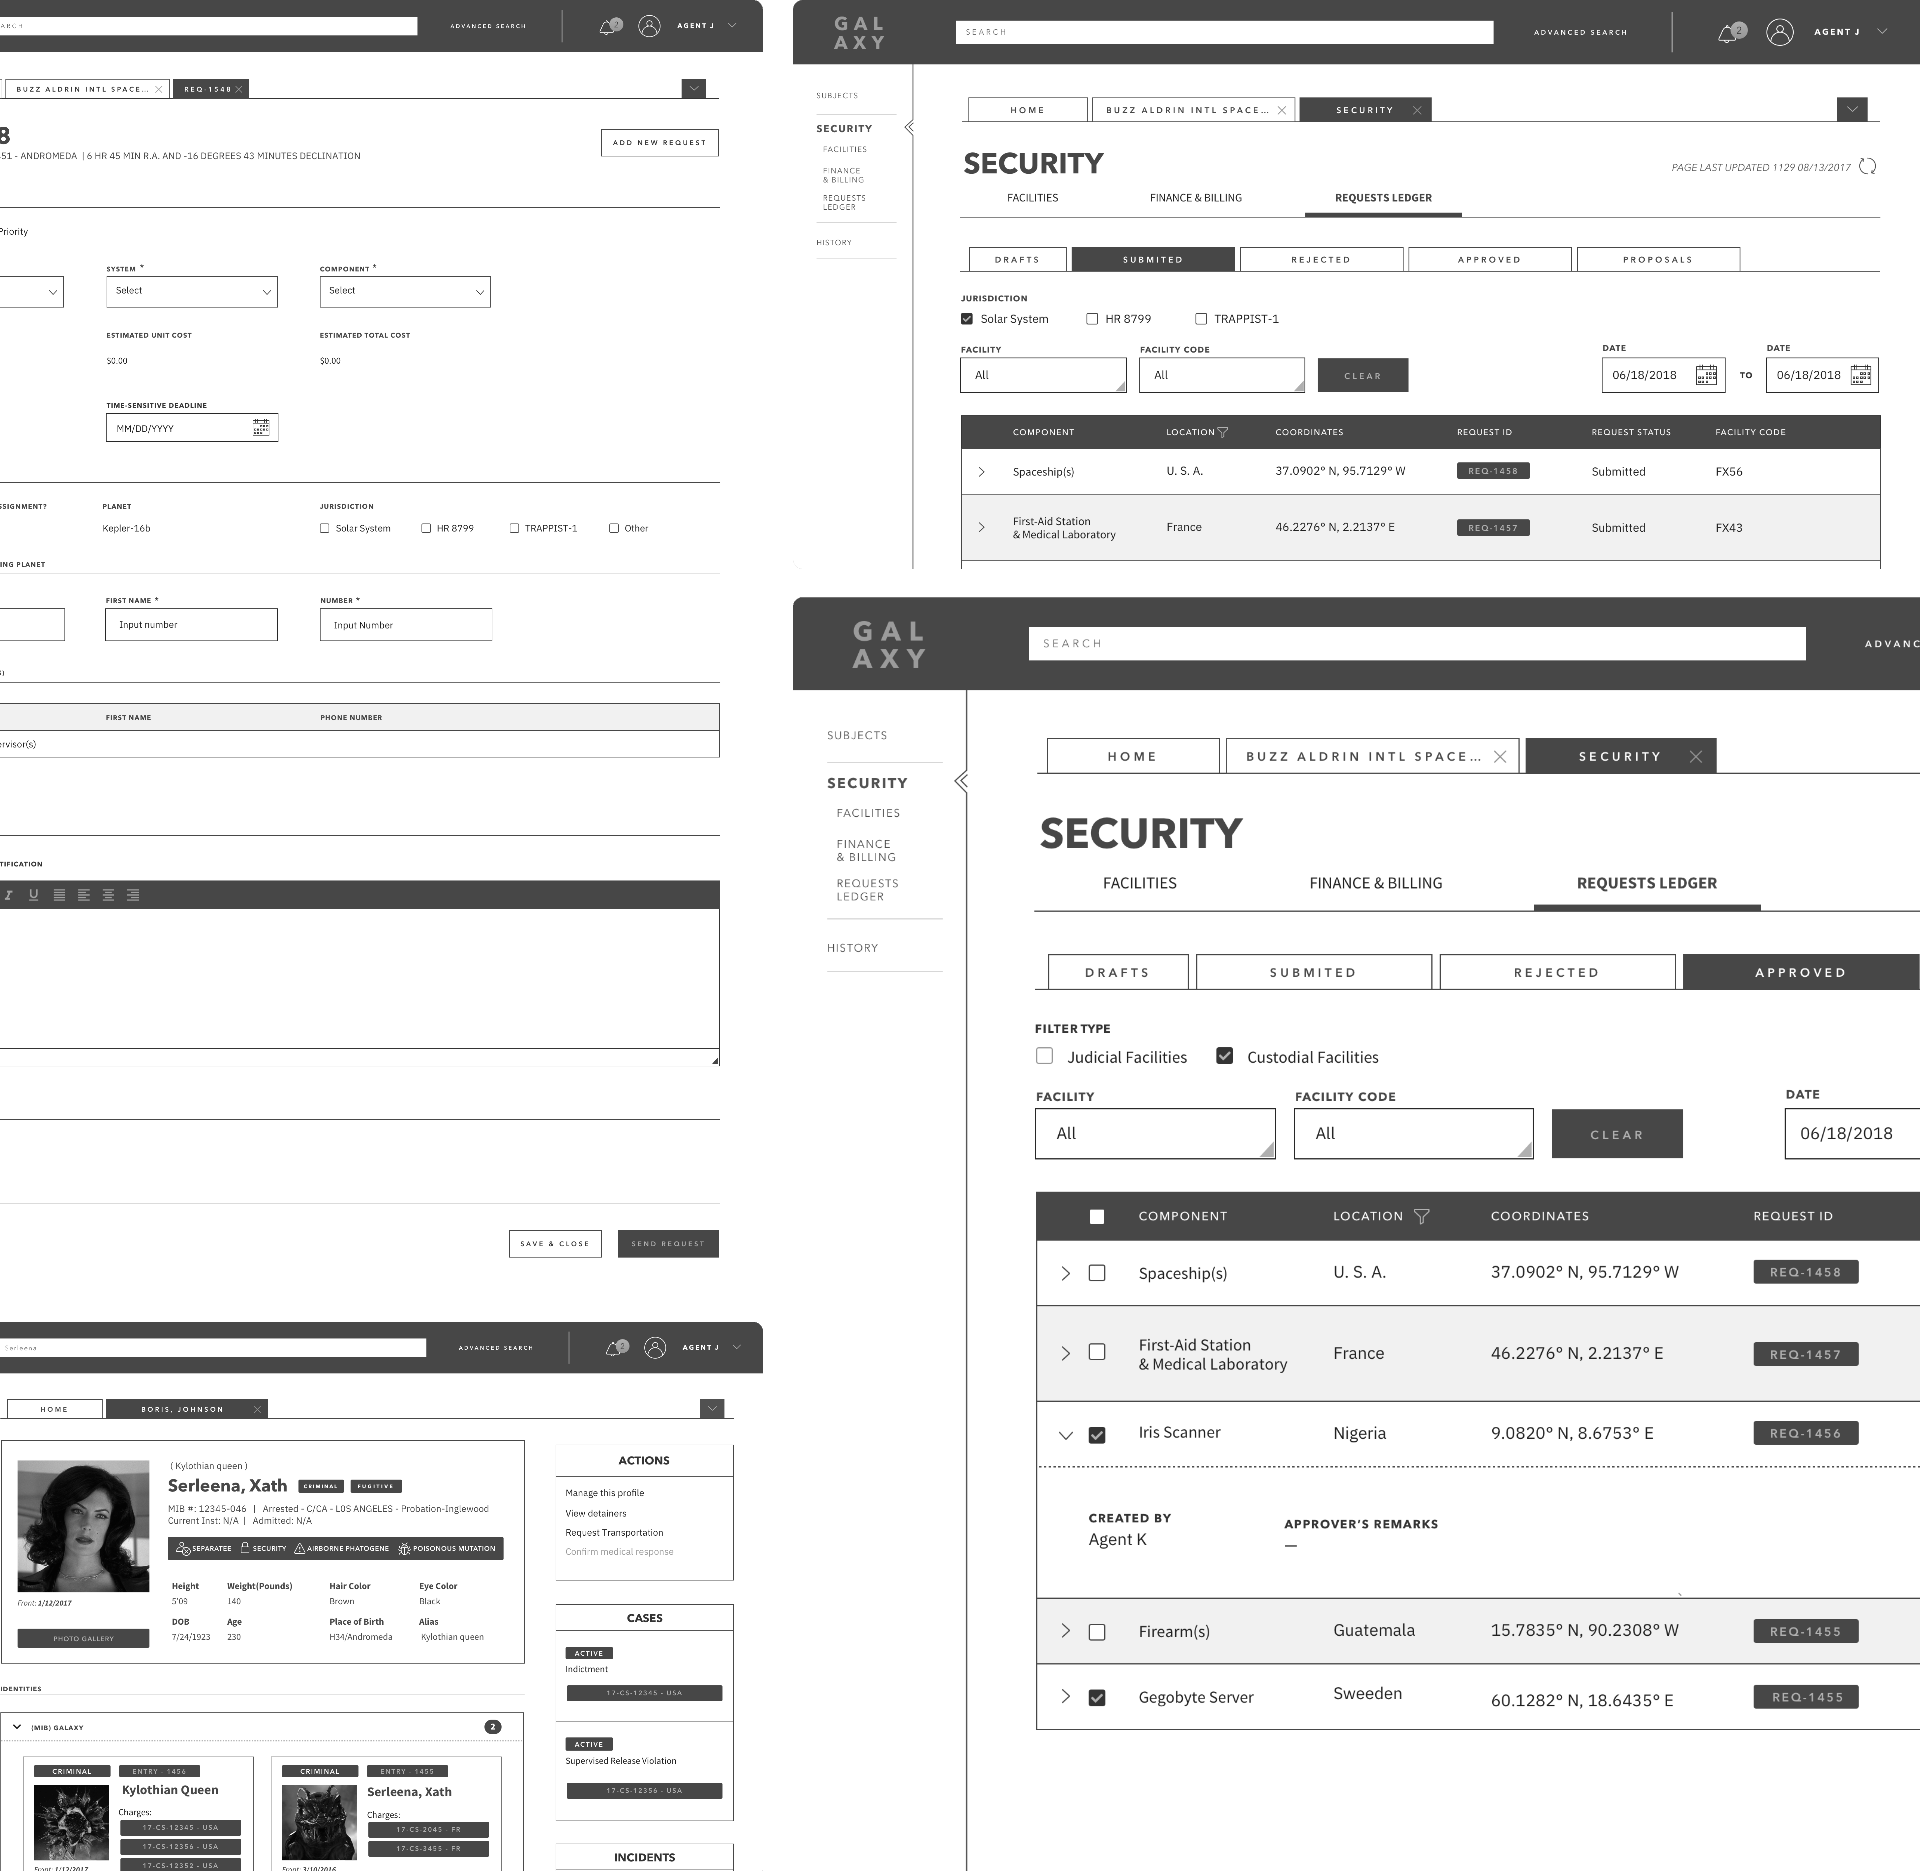 ARCH
ADVANCED SEARCH
2
AGENT J
BUZZ ALDRIN INTL SPACE...
REQ-1548
8
51 - ANDROMEDA | 6 HR 45 MIN R.A. AND -16 DEGREES 43 MINUTES DECLINATION
ADD NEW REQUEST
Priority
SYSTEM *
COMPONENT *
Select
Select
ESTIMATED UNIT COST
ESTIMATED TOTAL COST
$0.00
$0.00
TIME-SENSITIVE DEADLINE
MM/DD/YYYY
SSIGNMENT?
PLANET
JURISDICTION
Kepler-16b
Solar System
HR 8799
TRAPPIST-1
Other
ING PLANET
FIRST NAME *
NUMBER *
Input number
Input Number
FIRST NAME
PHONE NUMBER
rvisor(s)
TIFICATION
I U
SAVE & CLOSE
SEND REQUEST
Serleena
ADVANCED SEARCH
2
AGENT J
HOME
BORIS, JOHNSON
( Kylothian queen )
Serleena, Xath
CRIMINAL
FUGITIVE
MIB #: 12345-046 | Arrested - C/CA - LOS ANGELES - Probation-Inglewood
Current Inst: N/A | Admitted: N/A
SEPARATEE
SECURITY
AIRBORNE PHATOGENE
POISONOUS MUTATION
Height
Weight(Pounds)
Hair Color
Eye Color
5'09
140
Brown
Black
DOB
Age
Place of Birth
Alias
7/24/1923
230
H34/Andromeda
Kylothian queen
Front: 1/12/2017
PHOTO GALLERY
ACTIONS
Manage this profile
View detainers
Request Transportation
Confirm medical response
CASES
ACTIVE
Indictment
17-CS-12345 - USA
ACTIVE
Supervised Release Violation
17-CS-12356 - USA
INCIDENTS
IDENTITIES
(MIB) GALAXY
2
CRIMINAL
ENTRY - 1456
Kylothian Queen
Charges:
17-CS-12345 - USA
17-CS-12356 - USA
17-CS-12352 - USA
Front: 1/12/2017
CRIMINAL
ENTRY - 1455
Serleena, Xath
Charges:
17-CS-2045 - FR
17-CS-3455 - FR
Front: 3/10/2016
GAL
AXY
SEARCH
ADVANCED SEARCH
2
AGENT J
SUBJECTS
SECURITY
FACILITIES
FINANCE
& BILLING
REQUESTS
LEDGER
HISTORY
HOME
BUZZ ALDRIN INTL SPACE...
SECURITY
SECURITY
PAGE LAST UPDATED 1129 08/13/2017
FACILITIES
FINANCE & BILLING
REQUESTS LEDGER
DRAFTS
SUBMITED
REJECTED
APPROVED
PROPOSALS
JURISDICTION
Solar System
HR 8799
TRAPPIST-1
FACILITY
FACILITY CODE
DATE
DATE
All
All
CLEAR
06/18/2018
TO
06/18/2018
COMPONENT
LOCATION
COORDINATES
REQUEST ID
REQUEST STATUS
FACILITY CODE
Spaceship(s)
U. S. A.
37.0902° N, 95.7129° W
REQ-1458
Submitted
FX56
First-Aid Station
& Medical Laboratory
France
46.2276° N, 2.2137° E
REQ-1457
Submitted
FX43
GAL
AXY
SEARCH
ADVANC
SUBJECTS
SECURITY
FACILITIES
FINANCE
& BILLING
REQUESTS
LEDGER
HISTORY
HOME
BUZZ ALDRIN INTL SPACE...
SECURITY
SECURITY
FACILITIES
FINANCE & BILLING
REQUESTS LEDGER
DRAFTS
SUBMITED
REJECTED
APPROVED
FILTER TYPE
Judicial Facilities
Custodial Facilities
FACILITY
FACILITY CODE
DATE
All
All
CLEAR
06/18/2018
COMPONENT
LOCATION
COORDINATES
REQUEST ID
Spaceship(s)
U. S. A.
37.0902° N, 95.7129° W
REQ-1458
First-Aid Station
& Medical Laboratory
France
46.2276° N, 2.2137° E
REQ-1457
Iris Scanner
Nigeria
9.0820° N, 8.6753° E
REQ-1456
CREATED BY
Agent K
APPROVER'S REMARKS
—
Firearm(s)
Guatemala
15.7835° N, 90.2308° W
REQ-1455
Gegobyte Server
Sweeden
60.1282° N, 18.6435° E
REQ-1455